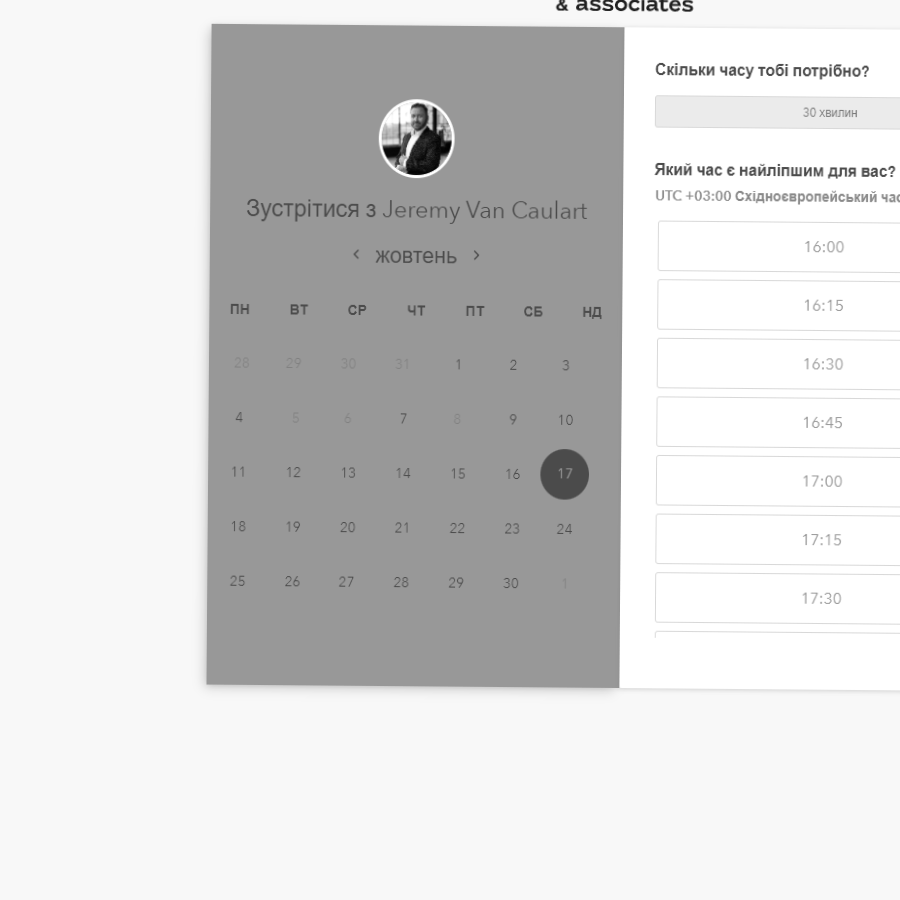 & associates
Зустрітися з Jeremy Van Caulart
жовтень
ПН ВТ СР ЧТ ПТ СБ НД
28 29 30 31 1 2 3
4 5 6 7 8 9 10
11 12 13 14 15 16 17
18 19 20 21 22 23 24
25 26 27 28 29 30 1
Скільки часу тобі потрібно?
30 хвилин
Який час є найліпшим для вас?
UTC +03:00 Східноєвропейський час
16:00
16:15
16:30
16:45
17:00
17:15
17:30